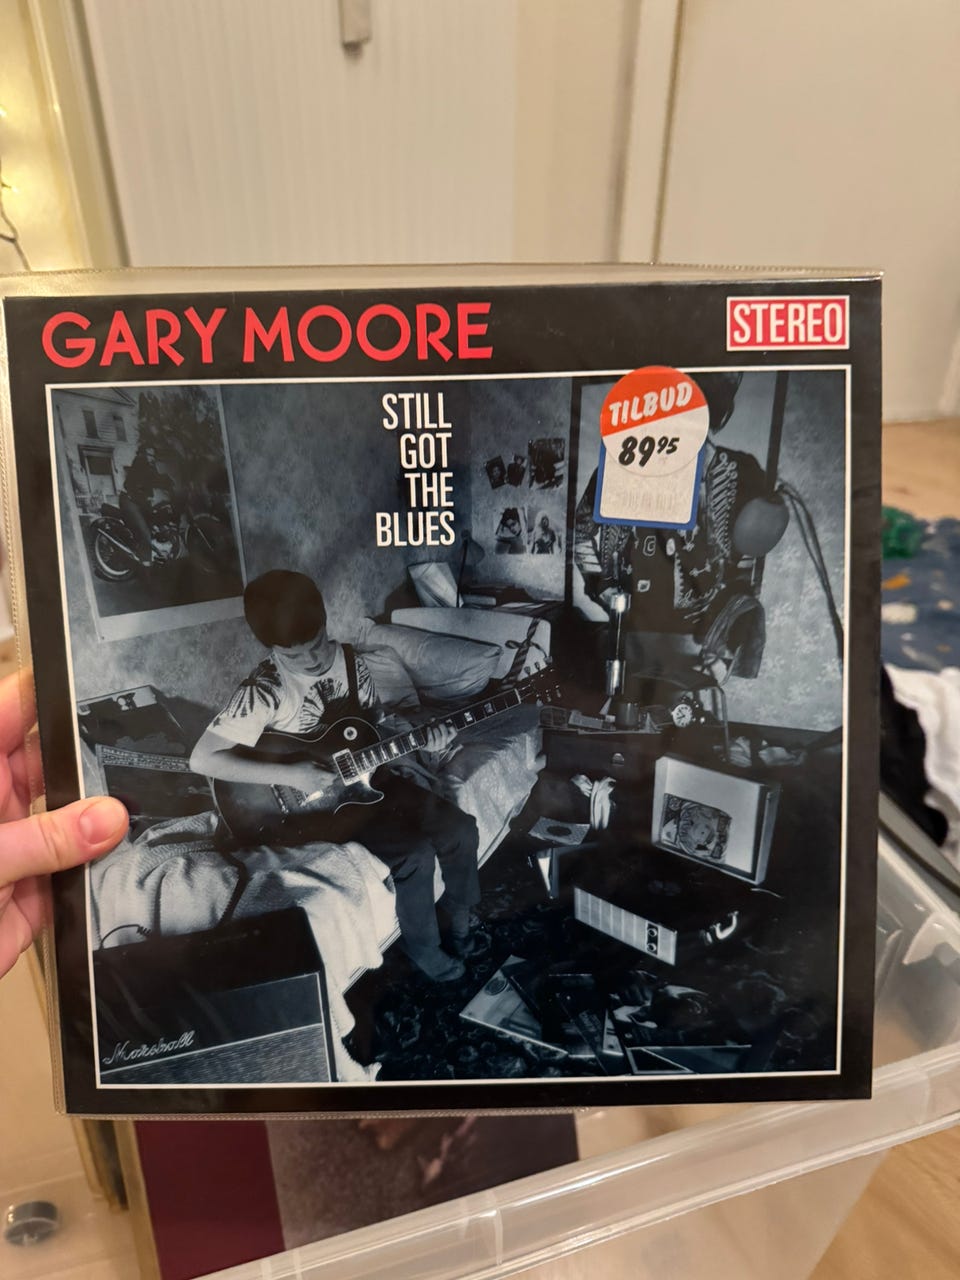 GARY MOORE
STEREO
STILL
GOT
THE
BLUES
TILBUD
89.95
Marshall